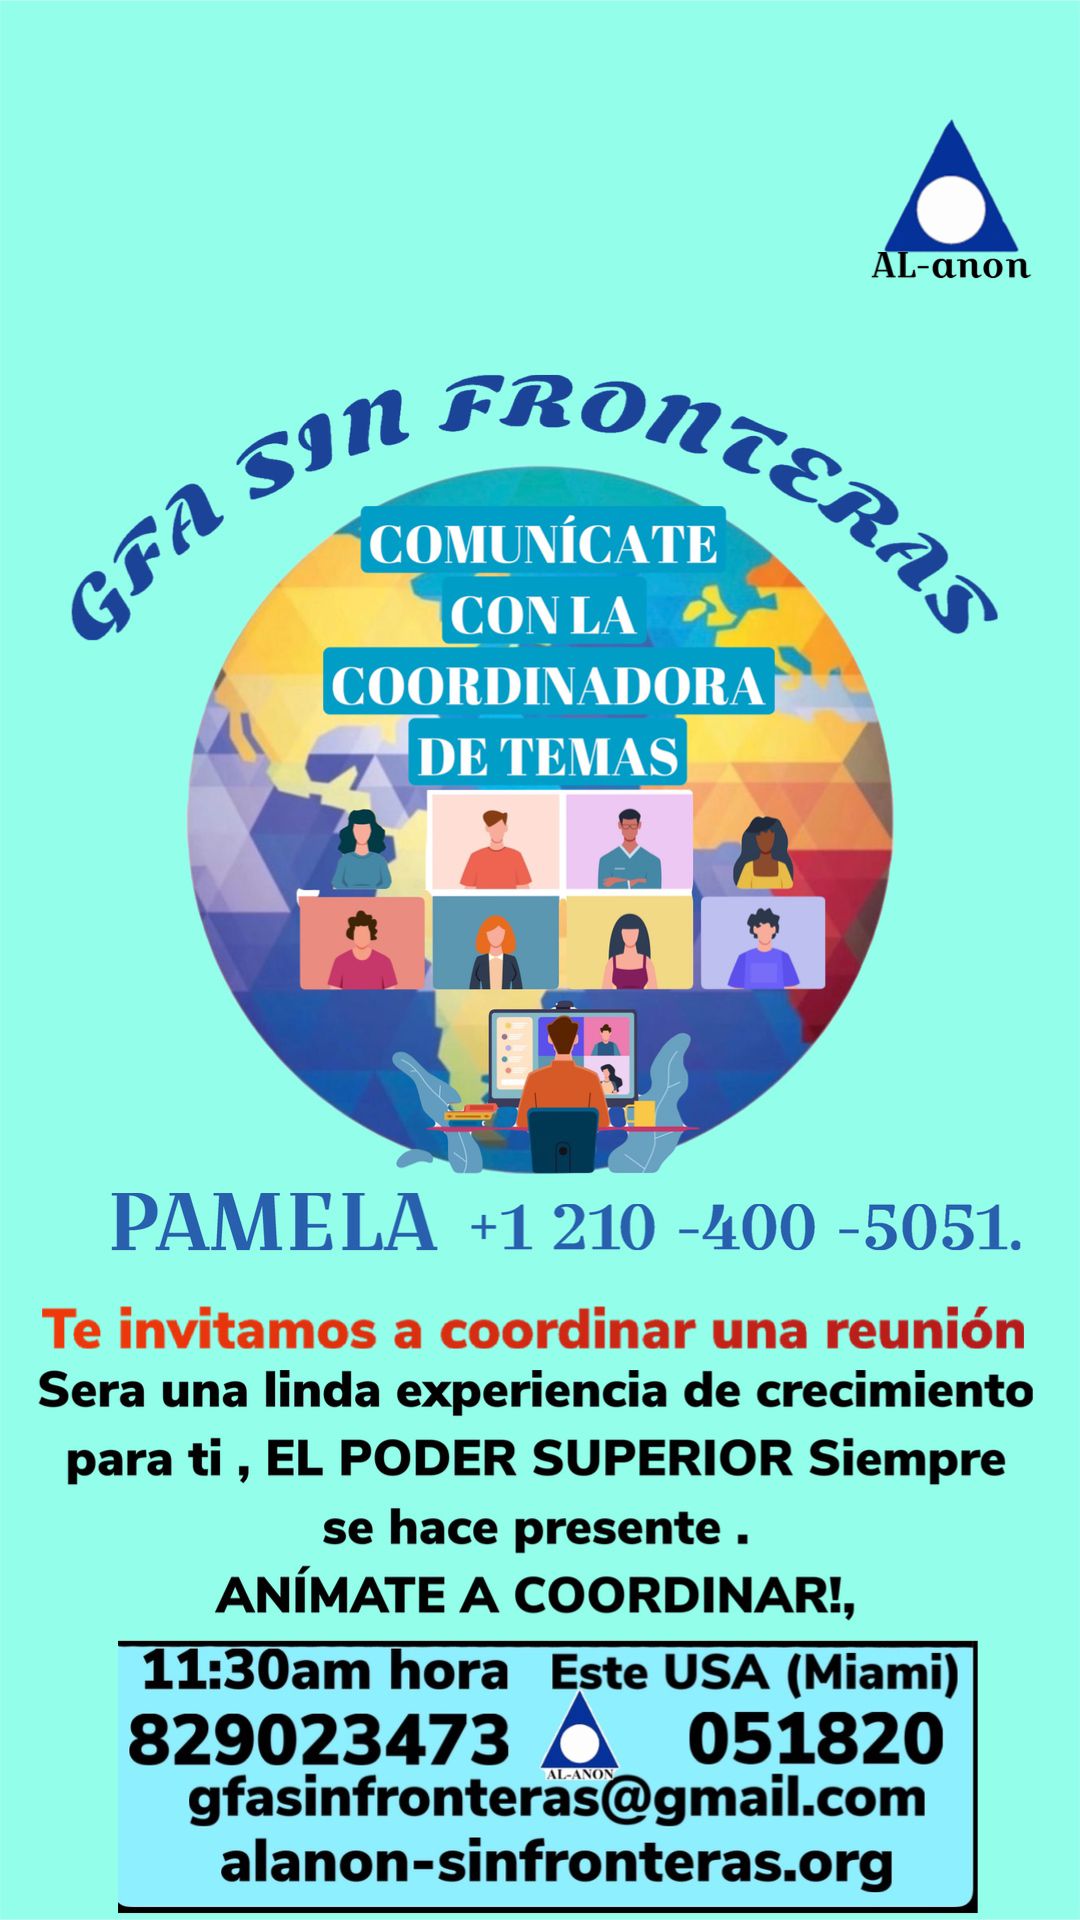 AL-anon
GFA SIN FRONTERAS
COMUNÍCATE
CON LA
COORDINADORA
DE TEMAS
PAMELA +1 210 -400 -5051.
Te invitamos a coordinar una reunión
Sera una linda experiencia de crecimiento
para ti , EL PODER SUPERIOR Siempre
se hace presente .
ANÍMATE A COORDINAR!,
11:30am hora Este USA (Miami)
829023473 051820
AL-ANON
gfasinfronteras@gmail.com
alanon-sinfronteras.org